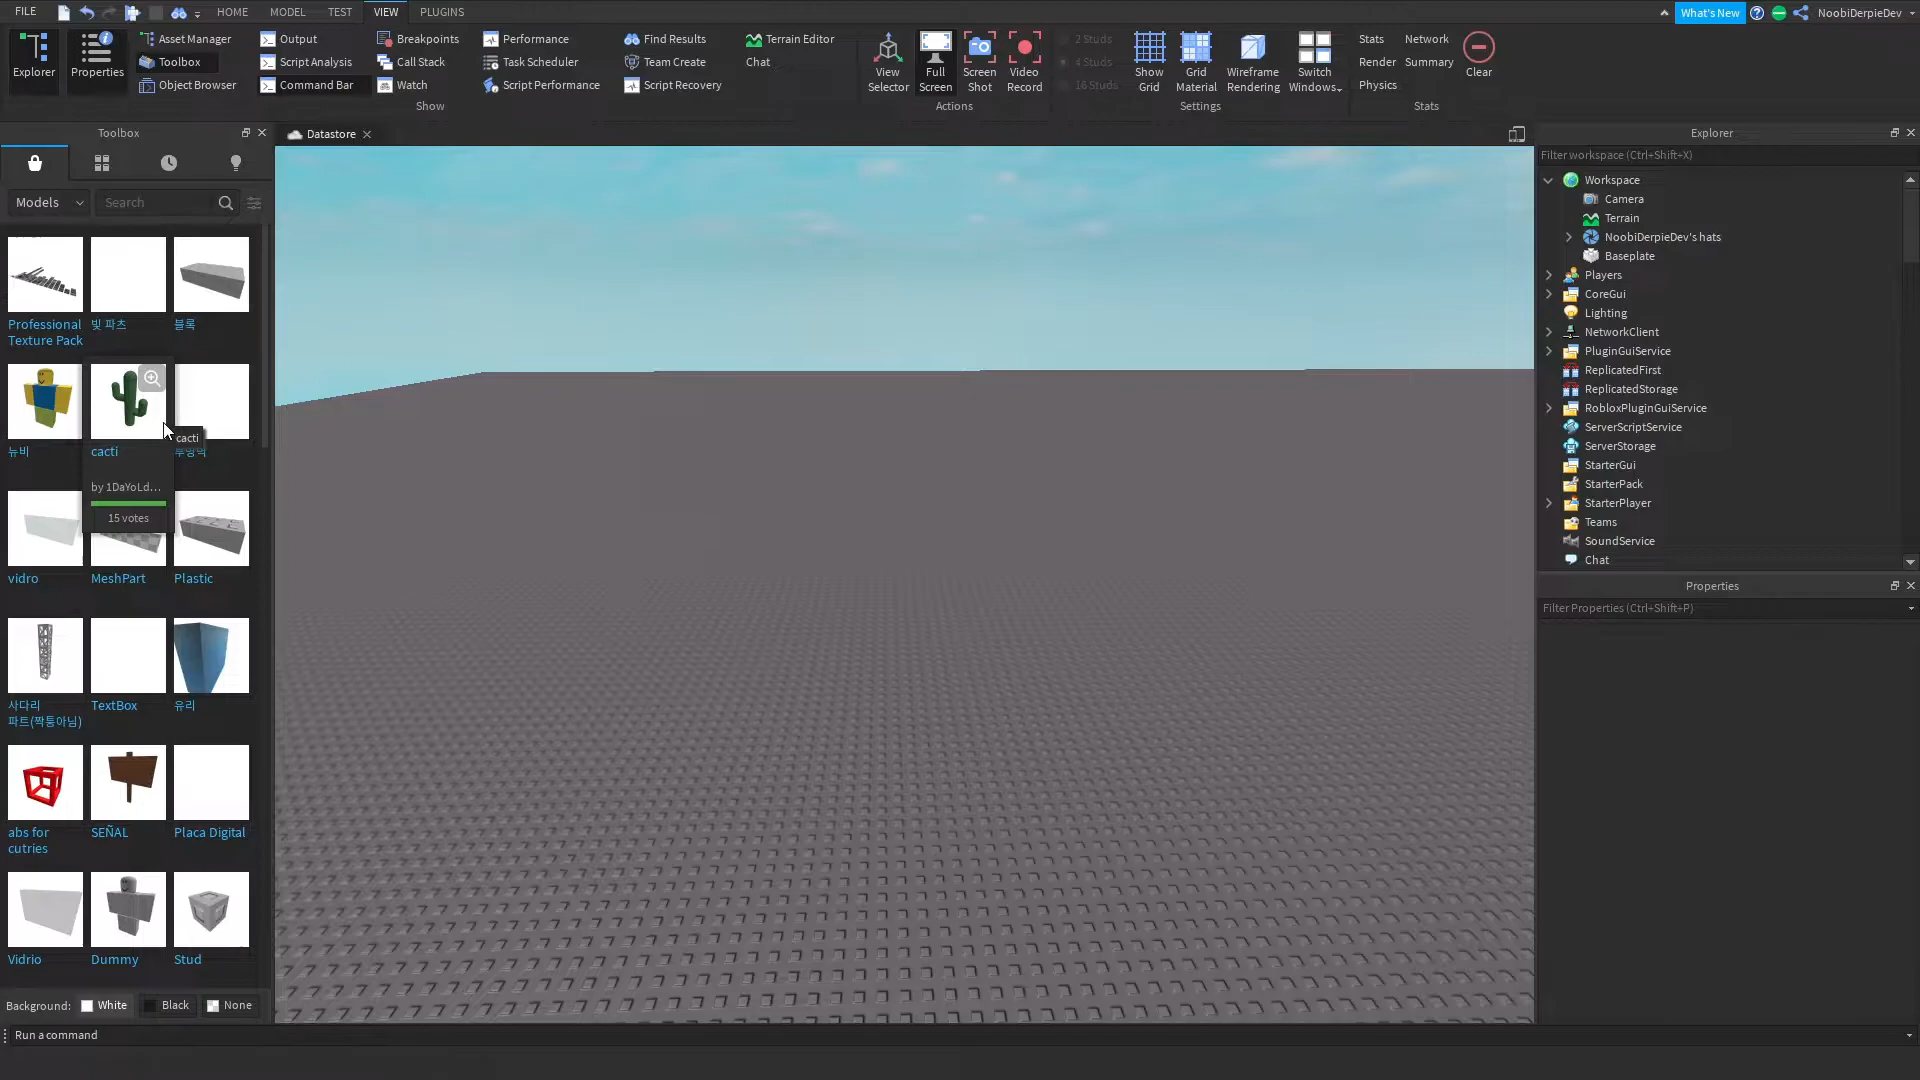 FILE
HOME
MODEL
TEST
VIEW
PLUGINS
What's New
NoobiDerpieDev
Explorer
Properties
Asset Manager
Toolbox
Object Browser
Output
Script Analysis
Command Bar
Breakpoints
Call Stack
Watch
Performance
Task Scheduler
Script Performance
Find Results
Team Create
Script Recovery
Terrain Editor
Chat
Show
View
Selector
Full
Screen
Screen
Shot
Video
Record
Actions
2 Studs
4 Studs
16 Studs
Show
Grid
Grid
Material
Wireframe
Rendering
Switch
Windows
Settings
Stats
Network
Render
Summary
Physics
Clear
Stats
Toolbox
Models
Search
Professional
Texture Pack
빛 파츠
블록
뉴비
cacti
cacti
by 1DaYoLd...
15 votes
vidro
MeshPart
Plastic
사다리
파트(짝퉁아님)
TextBox
유리
abs for
cutries
SEÑAL
Placa Digital
Vidrio
Dummy
Stud
Background:
White
Black
None
Run a command
Datastore
Explorer
Filter workspace (Ctrl+Shift+X)
Workspace
Camera
Terrain
NoobiDerpieDev's hats
Baseplate
Players
CoreGui
Lighting
NetworkClient
PluginGuiService
ReplicatedFirst
ReplicatedStorage
RobloxPluginGuiService
ServerScriptService
ServerStorage
StarterGui
StarterPack
StarterPlayer
Teams
SoundService
Chat
Properties
Filter Properties (Ctrl+Shift+P)